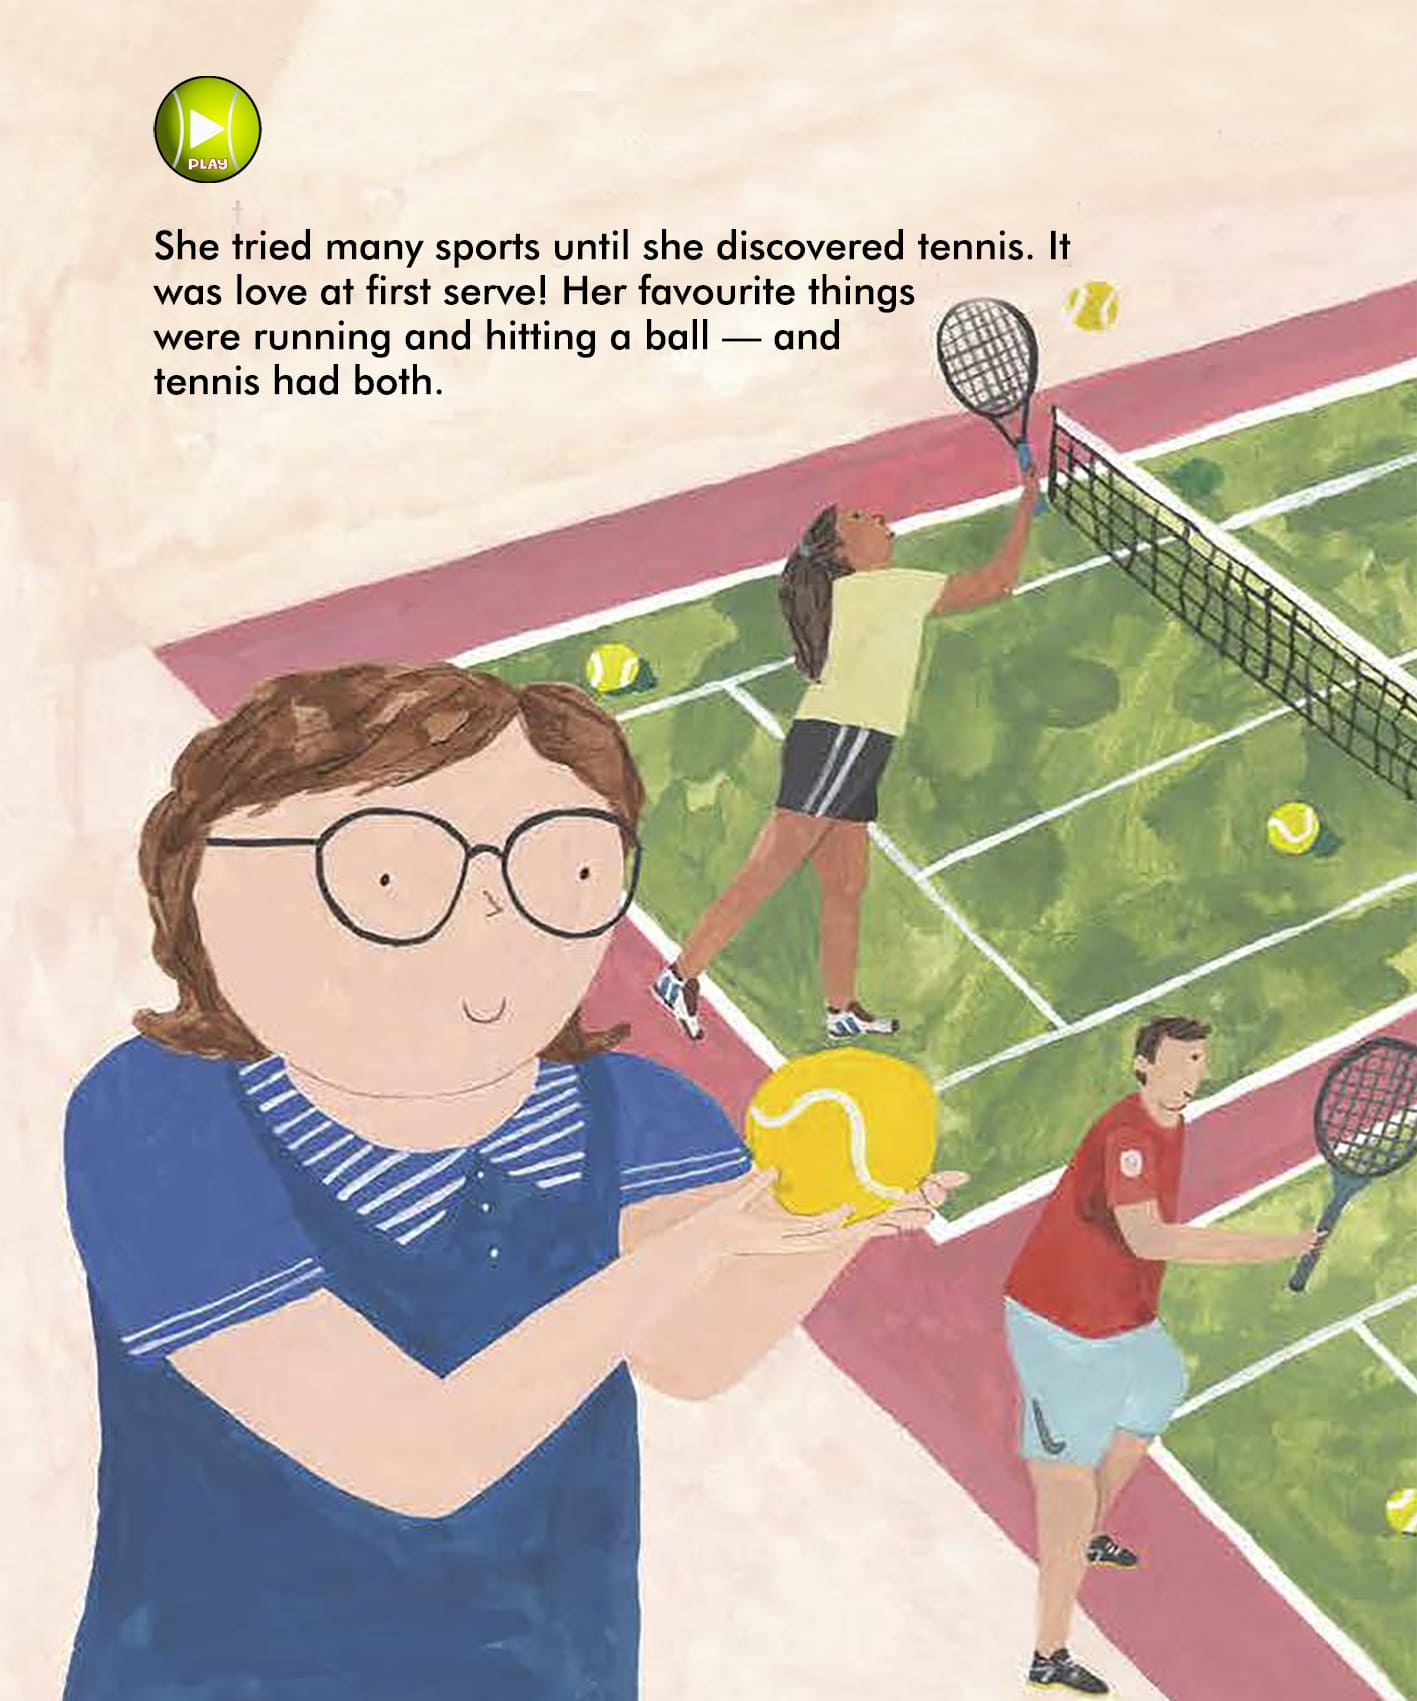 PLAY
She tried many sports until she discovered tennis. It
was love at first serve! Her favourite things
were running and hitting a ball — and
tennis had both.